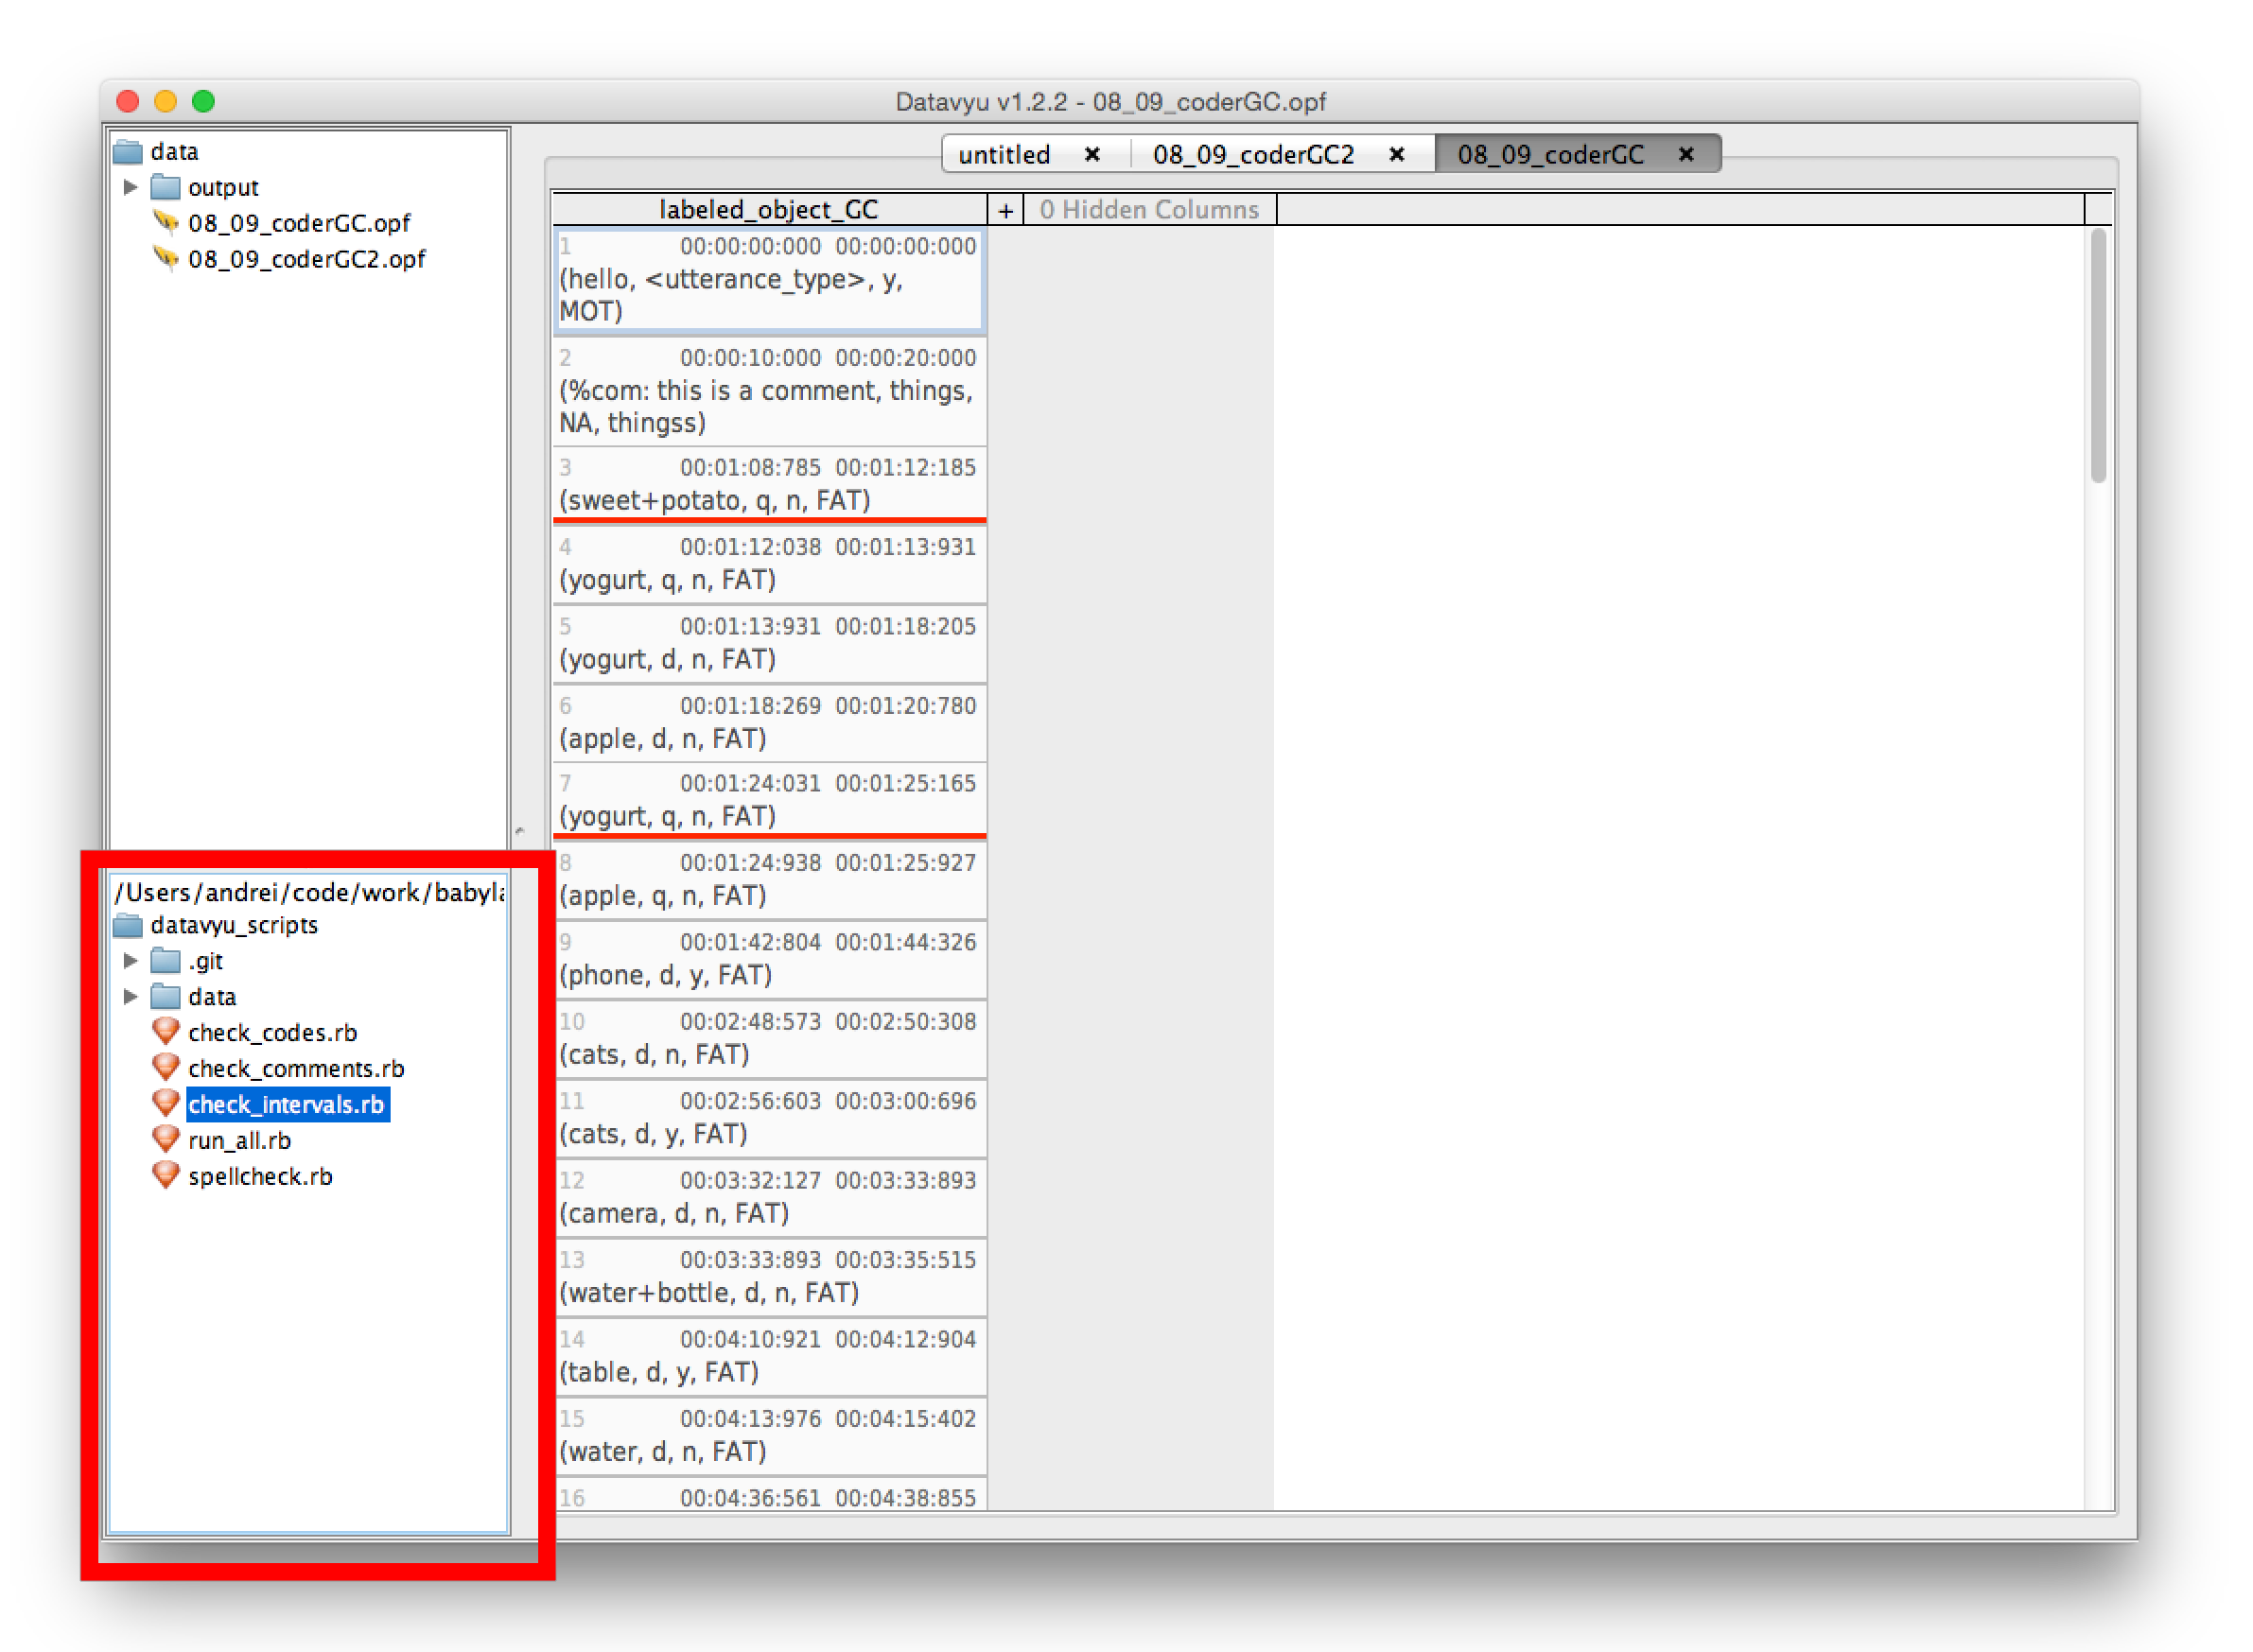 Datavyu v1.2.2 - 08_09_coderGC.opf
data
output
08_09_coderGC.opf
08_09_coderGC2.opf
/Users/andrei/code/work/babyla
datavyu_scripts
.git
data
check_codes.rb
check_comments.rb
check_intervals.rb
run_all.rb
spellcheck.rb
untitled × 08_09_coderGC2 × 08_09_coderGC ×
labeled_object_GC + 0 Hidden Columns
1 00:00:00:000 00:00:00:000
(hello, <utterance_type>, y,
MOT)
2 00:00:10:000 00:00:20:000
(%com: this is a comment, things,
NA, thingss)
3 00:01:08:785 00:01:12:185
(sweet+potato, q, n, FAT)
4 00:01:12:038 00:01:13:931
(yogurt, q, n, FAT)
5 00:01:13:931 00:01:18:205
(yogurt, d, n, FAT)
6 00:01:18:269 00:01:20:780
(apple, d, n, FAT)
7 00:01:24:031 00:01:25:165
(yogurt, q, n, FAT)
8 00:01:24:938 00:01:25:927
(apple, q, n, FAT)
9 00:01:42:804 00:01:44:326
(phone, d, y, FAT)
10 00:02:48:573 00:02:50:308
(cats, d, n, FAT)
11 00:02:56:603 00:03:00:696
(cats, d, y, FAT)
12 00:03:32:127 00:03:33:893
(camera, d, n, FAT)
13 00:03:33:893 00:03:35:515
(water+bottle, d, n, FAT)
14 00:04:10:921 00:04:12:904
(table, d, y, FAT)
15 00:04:13:976 00:04:15:402
(water, d, n, FAT)
16 00:04:36:561 00:04:38:855